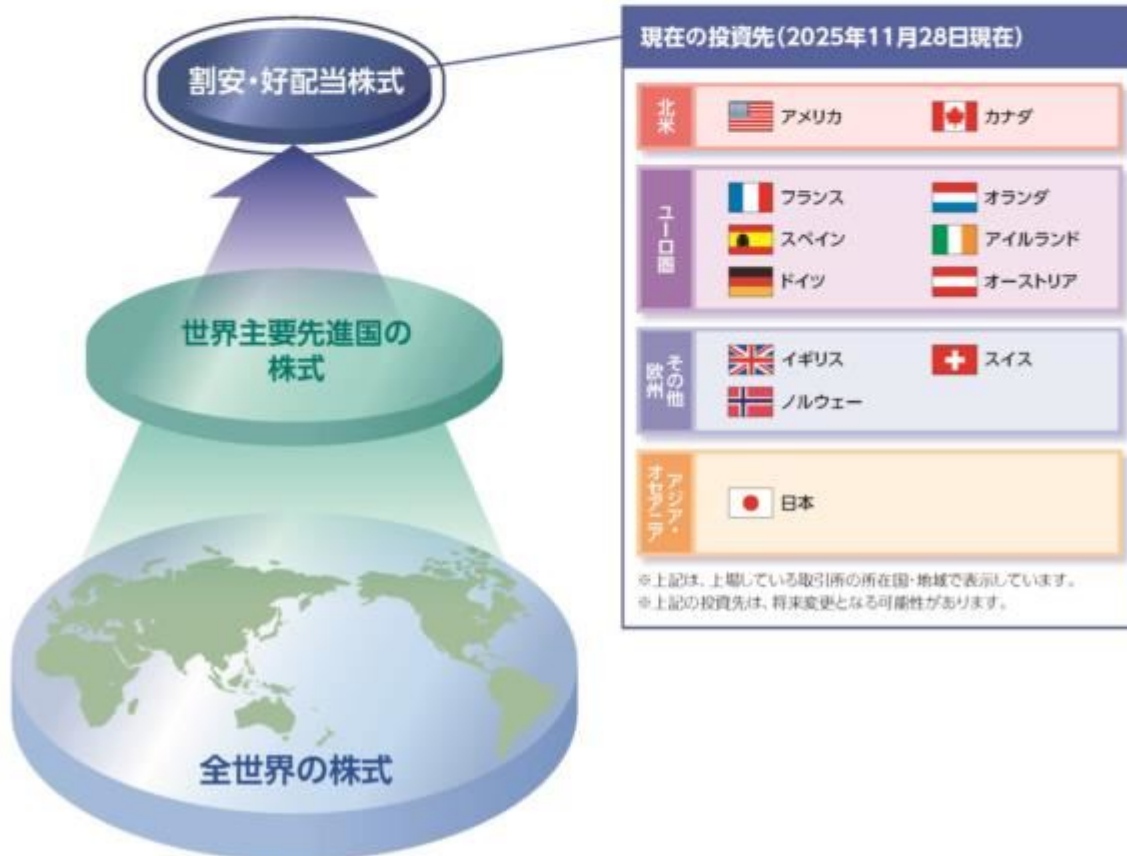 割安・好配当株式
世界主要先進国の
株式
全世界の株式
現在の投資先(2025年11月28日現在)
北米
アメリカ
カナダ
ユーロ圏
フランス
オランダ
スペイン
アイルランド
ドイツ
オーストリア
その他
欧州
イギリス
スイス
ノルウェー
アジア・
オセアニア
日本
※上記は、上場している取引所の所在国・地域で表示しています。
※上記の投資先は、将来変更となる可能性があります。